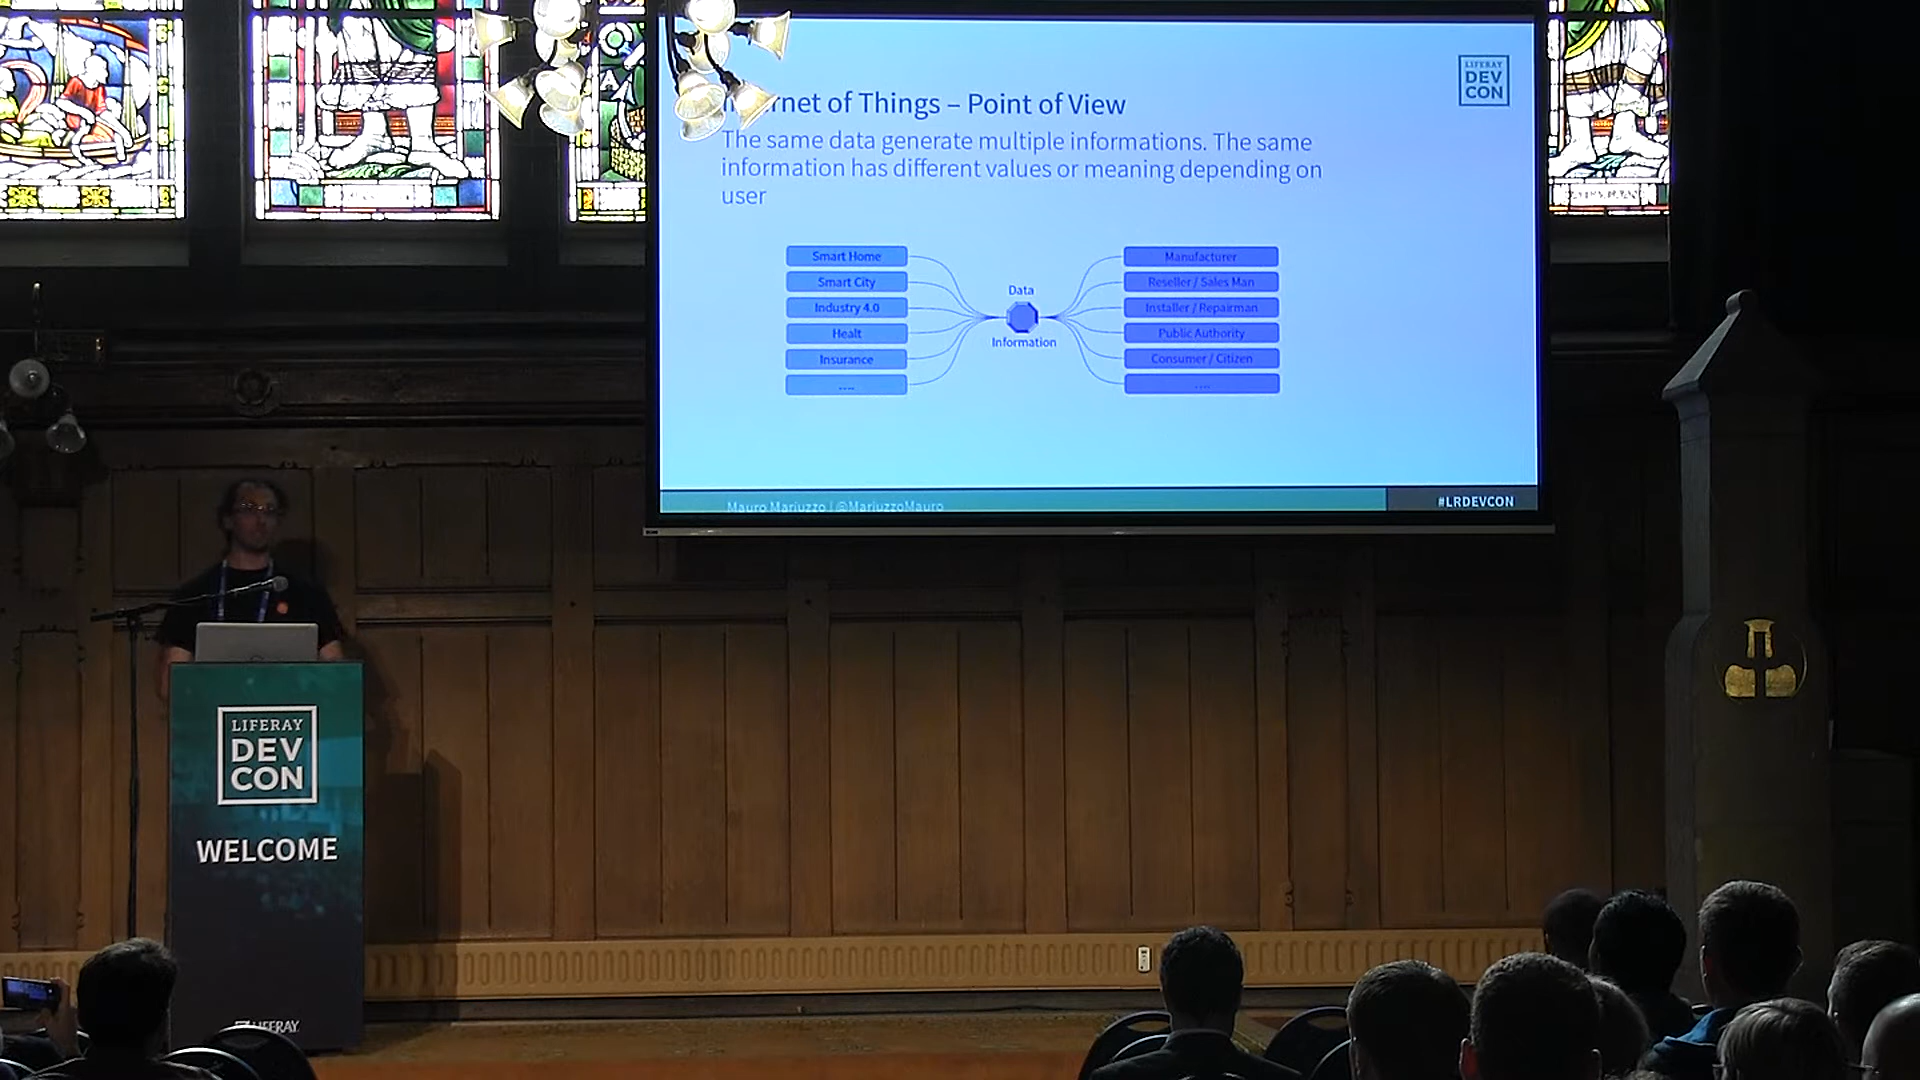 LIFERAY
DEV
CON
of Things – Point of View
The same data generate multiple informations. The same
information has different values or meaning depending on
user
Smart Home
Smart City
Industry 4.0
Healt
Insurance
....
Data
Information
Manufacturer
Reseller / Sales Man
Installer / Repairman
Public Authority
Consumer / Citizen
....
Mauro Mariuzzo | @MariuzzoMauro
#LRDEVCON
LIFERAY
DEV
CON
WELCOME
LIFERAY